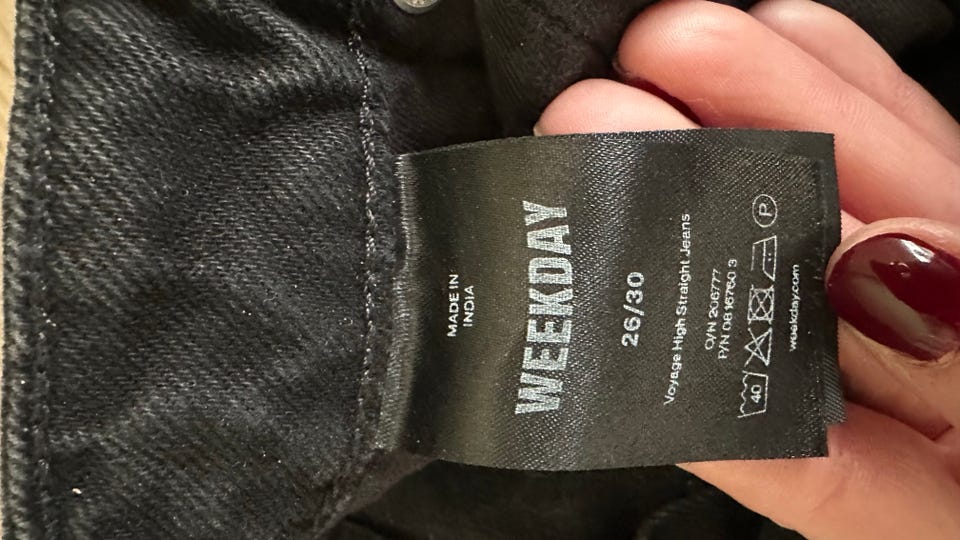 MADE IN
INDIA
WEEKDAY
26/30
Voyage High Straight Jeans
O/N 206777
P/N 0816760 3
40
P
weekday.com